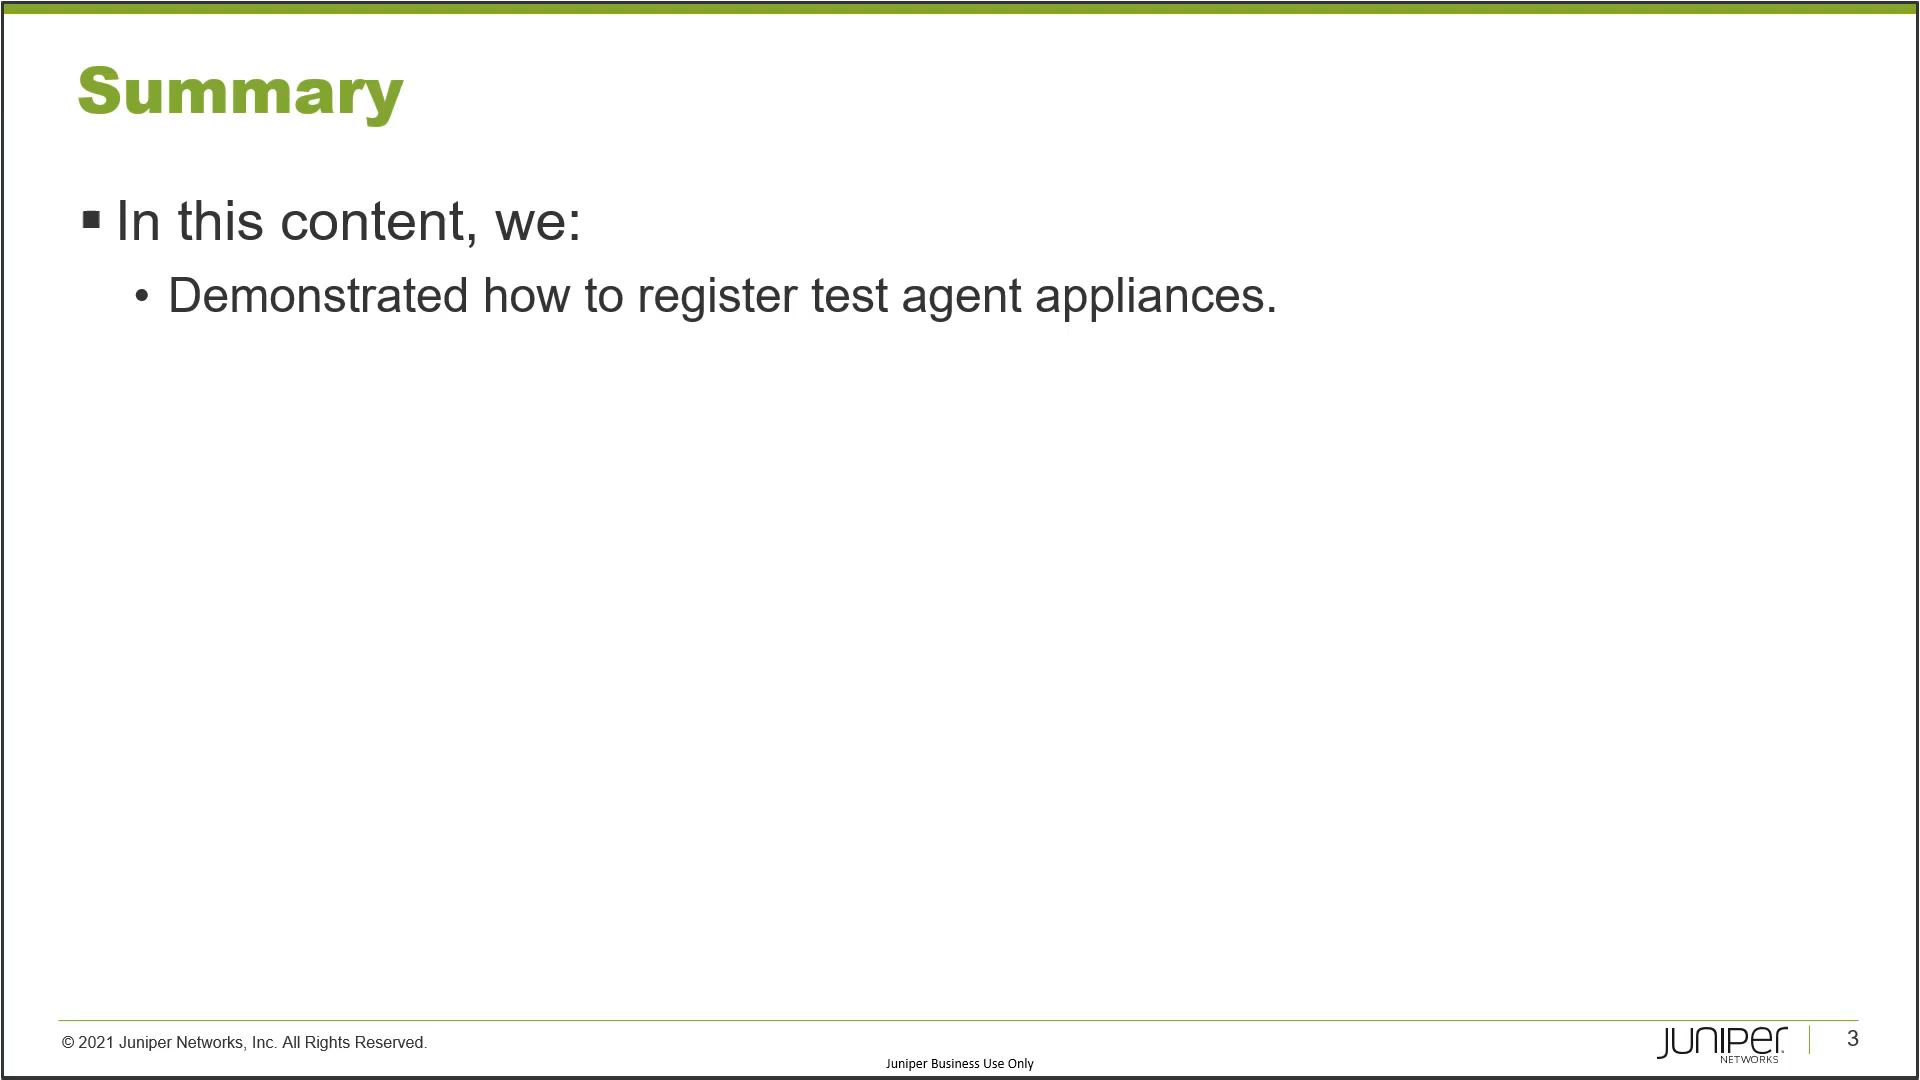 Summary
▪ In this content, we:
• Demonstrated how to register test agent appliances.
© 2021 Juniper Networks, Inc. All Rights Reserved.
Juniper Business Use Only
JUNIPer
NETWORKS
3